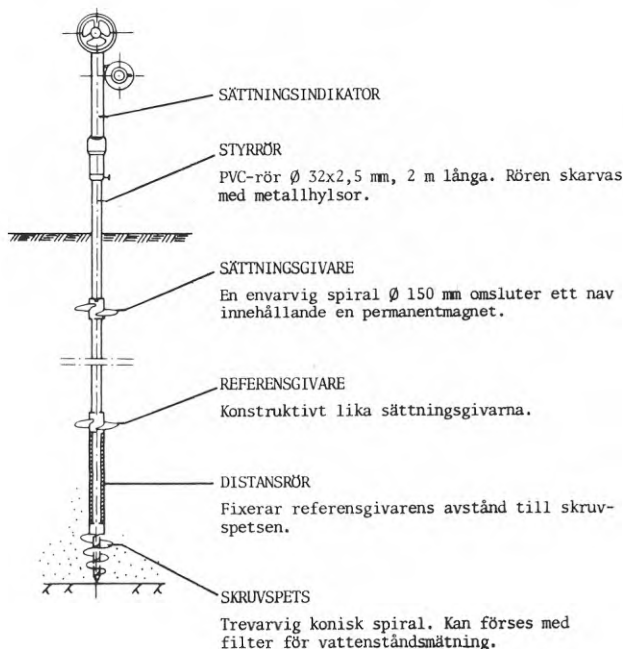 SÄTTNINGSINDIKATOR
STYRRÖR
PVC-rör Ø 32x2,5 mm, 2 m långa. Rören skarvas
med metallhylsor.
SÄTTNINGSGIVARE
En envarvig spiral Ø 150 mm omsluter ett nav
innehållande en permanentmagnet.
REFERENSGIVARE
Konstruktivt lika sättningsgivarna.
DISTANSRÖR
Fixerar referensgivarens avstånd till skruv-
spetsen.
SKRUVSPETS
Trevarvig konisk spiral. Kan förses med
filter för vattenståndsmätning.